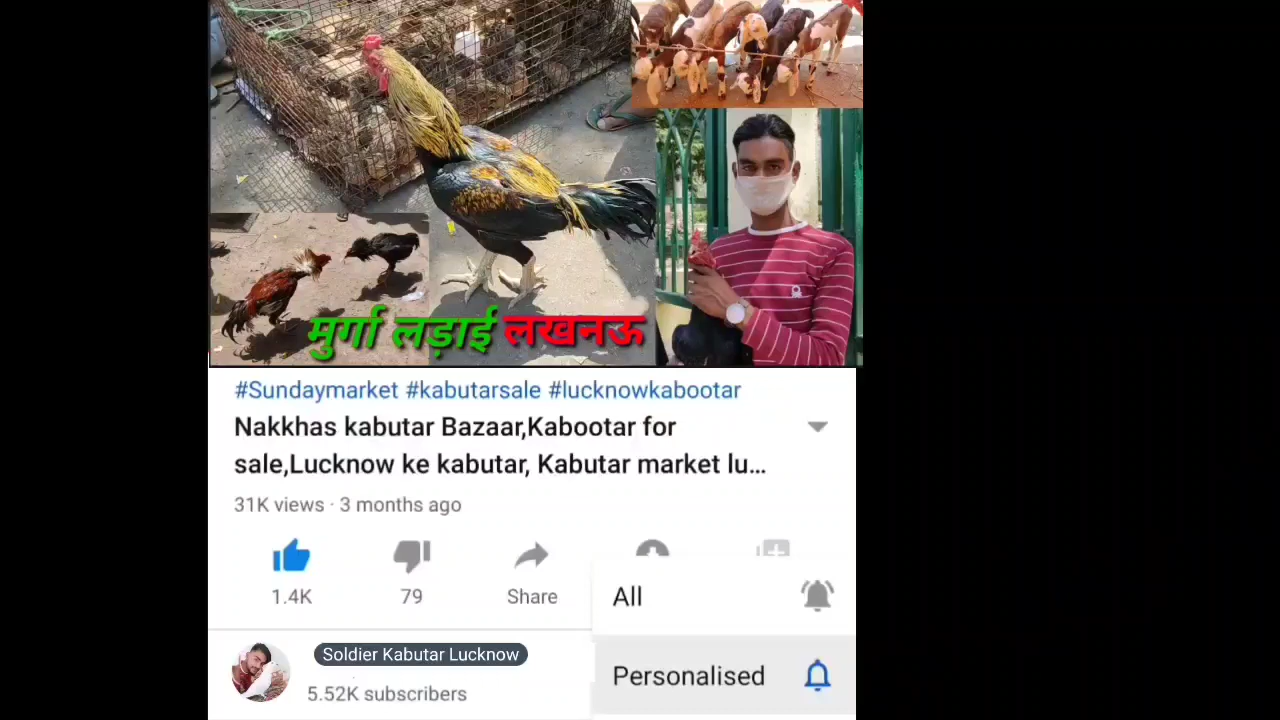 मुर्गा लड़ाई लखनऊ
#Sundaymarket #kabutarsale #lucknowkabootar
Nakkhas kabutar Bazaar,Kabootar for
sale,Lucknow ke kabutar, Kabutar market lu...
31K views · 3 months ago
1.4K 79 Share
All
Soldier Kabutar Lucknow
Personalised
5.52K subscribers